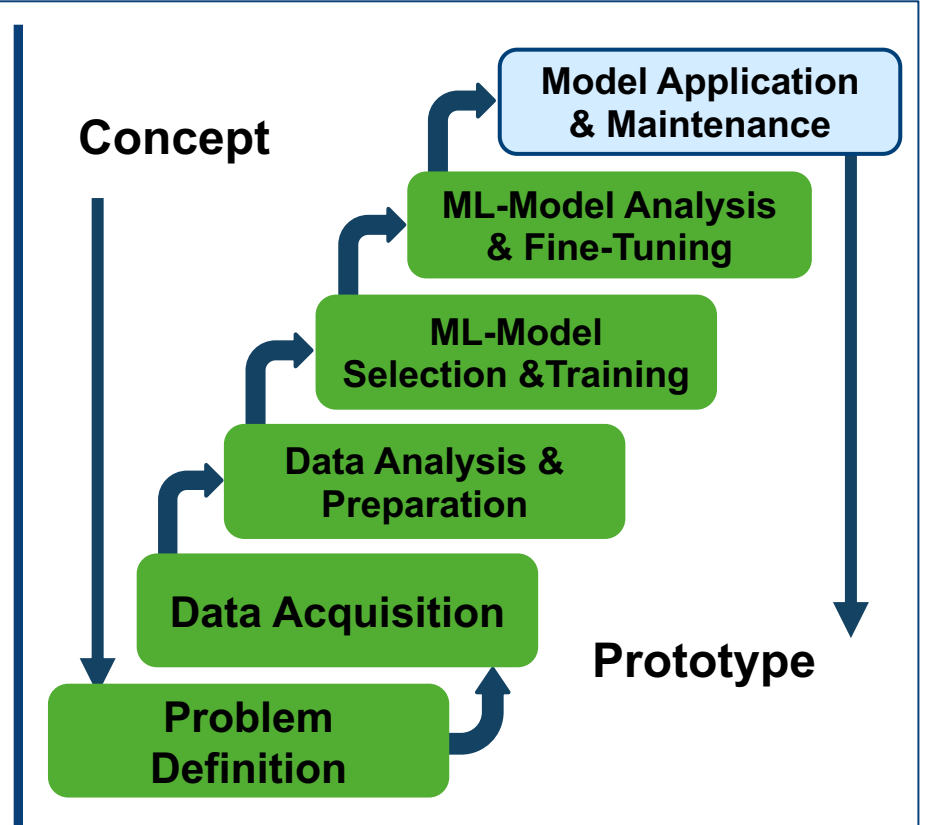 Model Application
& Maintenance
Concept
ML-Model Analysis
& Fine-Tuning
ML-Model
Selection &Training
Data Analysis &
Preparation
Data Acquisition
Prototype
Problem
Definition